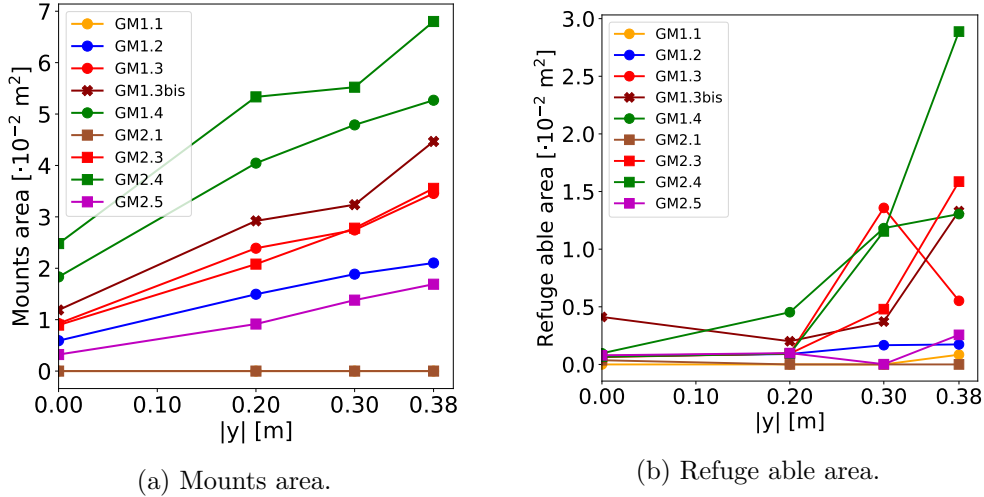 7
6
5
4
3
2
1
0
Mounts area [·10⁻² m²]
GM1.1
GM1.2
GM1.3
GM1.3bis
GM1.4
GM2.1
GM2.3
GM2.4
GM2.5
0.00 0.10 0.20 0.30 0.38
|y| [m]
(a) Mounts area.
3.0
2.5
2.0
1.5
1.0
0.5
0.0
Refuge able area [·10⁻² m²]
GM1.1
GM1.2
GM1.3
GM1.3bis
GM1.4
GM2.1
GM2.3
GM2.4
GM2.5
0.00 0.10 0.20 0.30 0.38
|y| [m]
(b) Refuge able area.